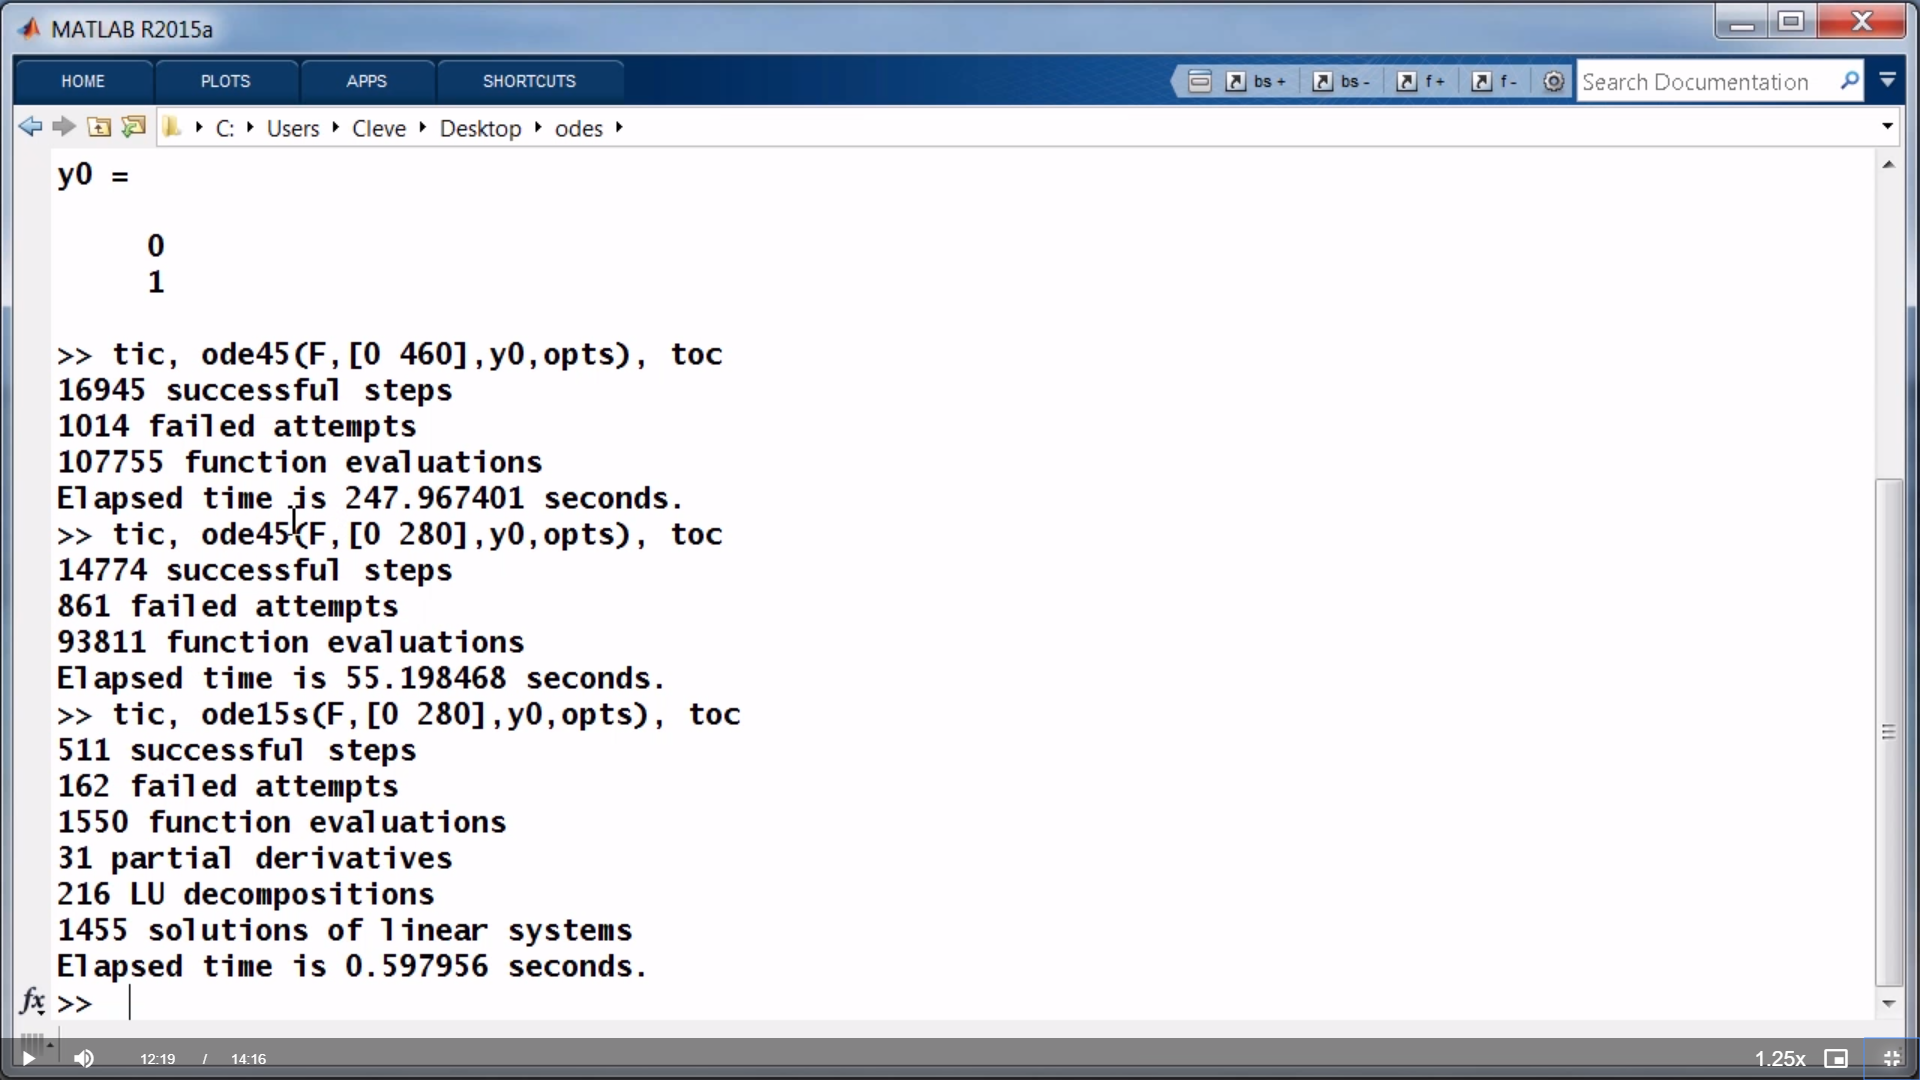 MATLAB R2015a
HOME PLOTS APPS SHORTCUTS bs + bs - f + f - Search Documentation
C: Users Cleve Desktop odes
y0 =
0
1
>> tic, ode45(F,[0 460],y0,opts), toc
16945 successful steps
1014 failed attempts
107755 function evaluations
Elapsed time is 247.967401 seconds.
>> tic, ode45(F,[0 280],y0,opts), toc
14774 successful steps
861 failed attempts
93811 function evaluations
Elapsed time is 55.198468 seconds.
>> tic, ode15s(F,[0 280],y0,opts), toc
511 successful steps
162 failed attempts
1550 function evaluations
31 partial derivatives
216 LU decompositions
1455 solutions of linear systems
Elapsed time is 0.597956 seconds.
fx >>
12:19 / 14:16 1.25x